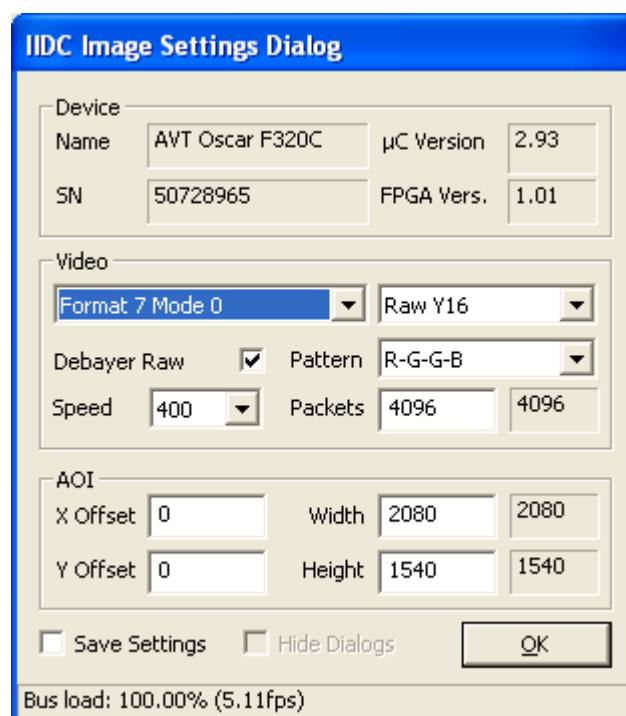 IIDC Image Settings Dialog
Device
Name AVT Oscar F320C µC Version 2.93
SN 50728965 FPGA Vers. 1.01
Video
Format 7 Mode 0 Raw Y16
Debayer Raw Pattern R-G-G-B
Speed 400 Packets 4096 4096
AOI
X Offset 0 Width 2080 2080
Y Offset 0 Height 1540 1540
Save Settings Hide Dialogs OK
Bus load: 100.00% (5.11fps)